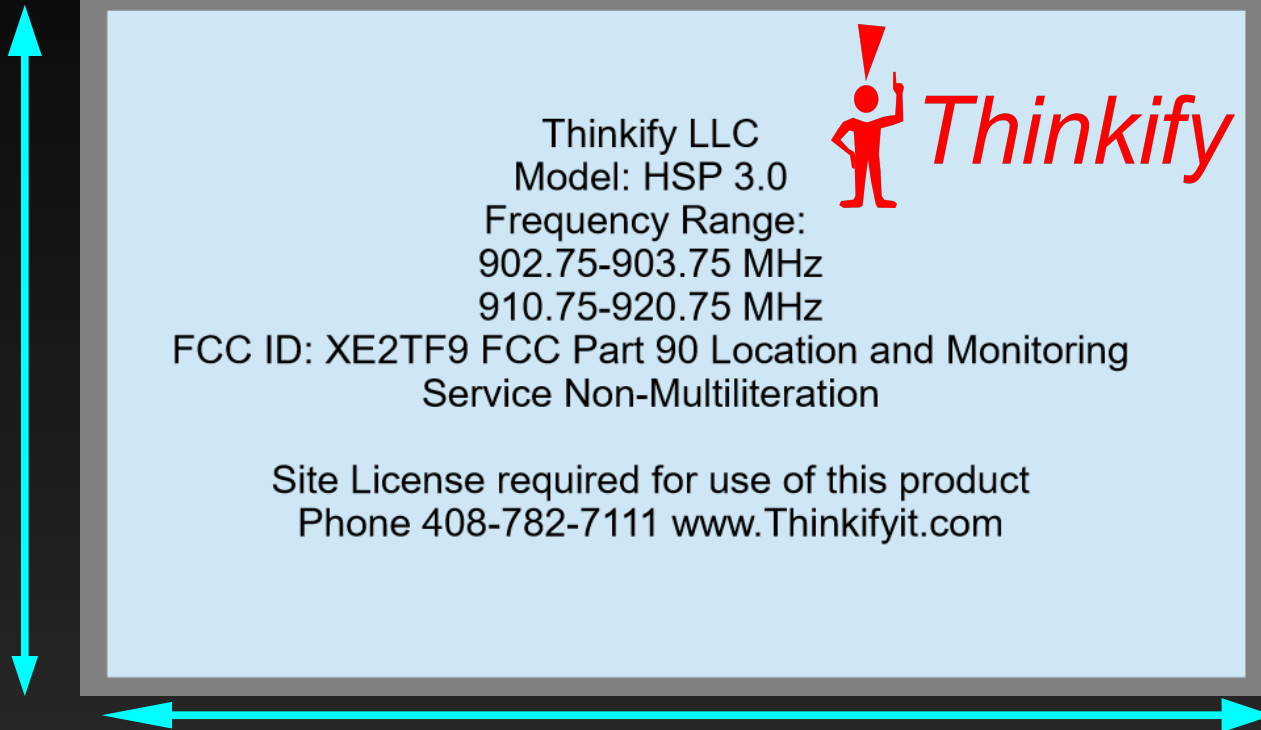 Thinkify
Thinkify LLC
Model: HSP 3.0
Frequency Range:
902.75-903.75 MHz
910.75-920.75 MHz
FCC ID: XE2TF9 FCC Part 90 Location and Monitoring
Service Non-Multiliteration
Site License required for use of this product
Phone 408-782-7111 www.Thinkifyit.com